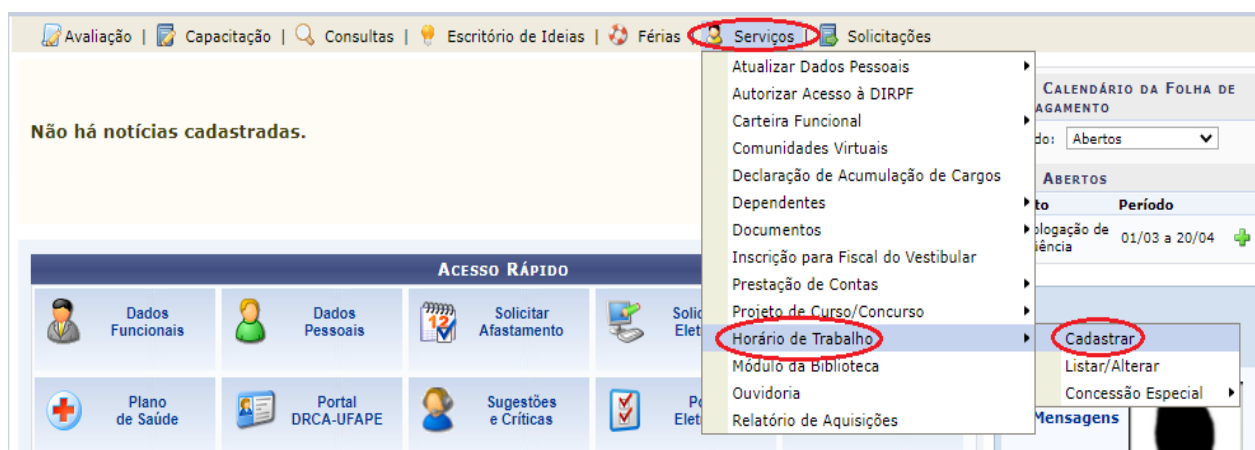 Avaliação | Capacitação | Consultas | Escritório de Ideias | Férias | Serviços | Solicitações
Não há notícias cadastradas.
Atualizar Dados Pessoais
Autorizar Acesso à DIRPF
Carteira Funcional
Comunidades Virtuais
Declaração de Acumulação de Cargos
Dependentes
Documentos
Inscrição para Fiscal do Vestibular
Prestação de Contas
Projeto de Curso/Concurso
Horário de Trabalho
Módulo da Biblioteca
Ouvidoria
Relatório de Aquisições
Cadastrar
Listar/Alterar
Concessão Especial
CALENDÁRIO DA FOLHA DE
AGAMENTO
do: Abertos
ABERTOS
to Período
ologação de
iência
01/03 a 20/04
ACESSO RÁPIDO
Dados
Funcionais
Dados
Pessoais
Solicitar
Afastamento
Solic
Elet
Plano
de Saúde
Portal
DRCA-UFAPE
Sugestões
e Críticas
Po
Elet
Mensagens